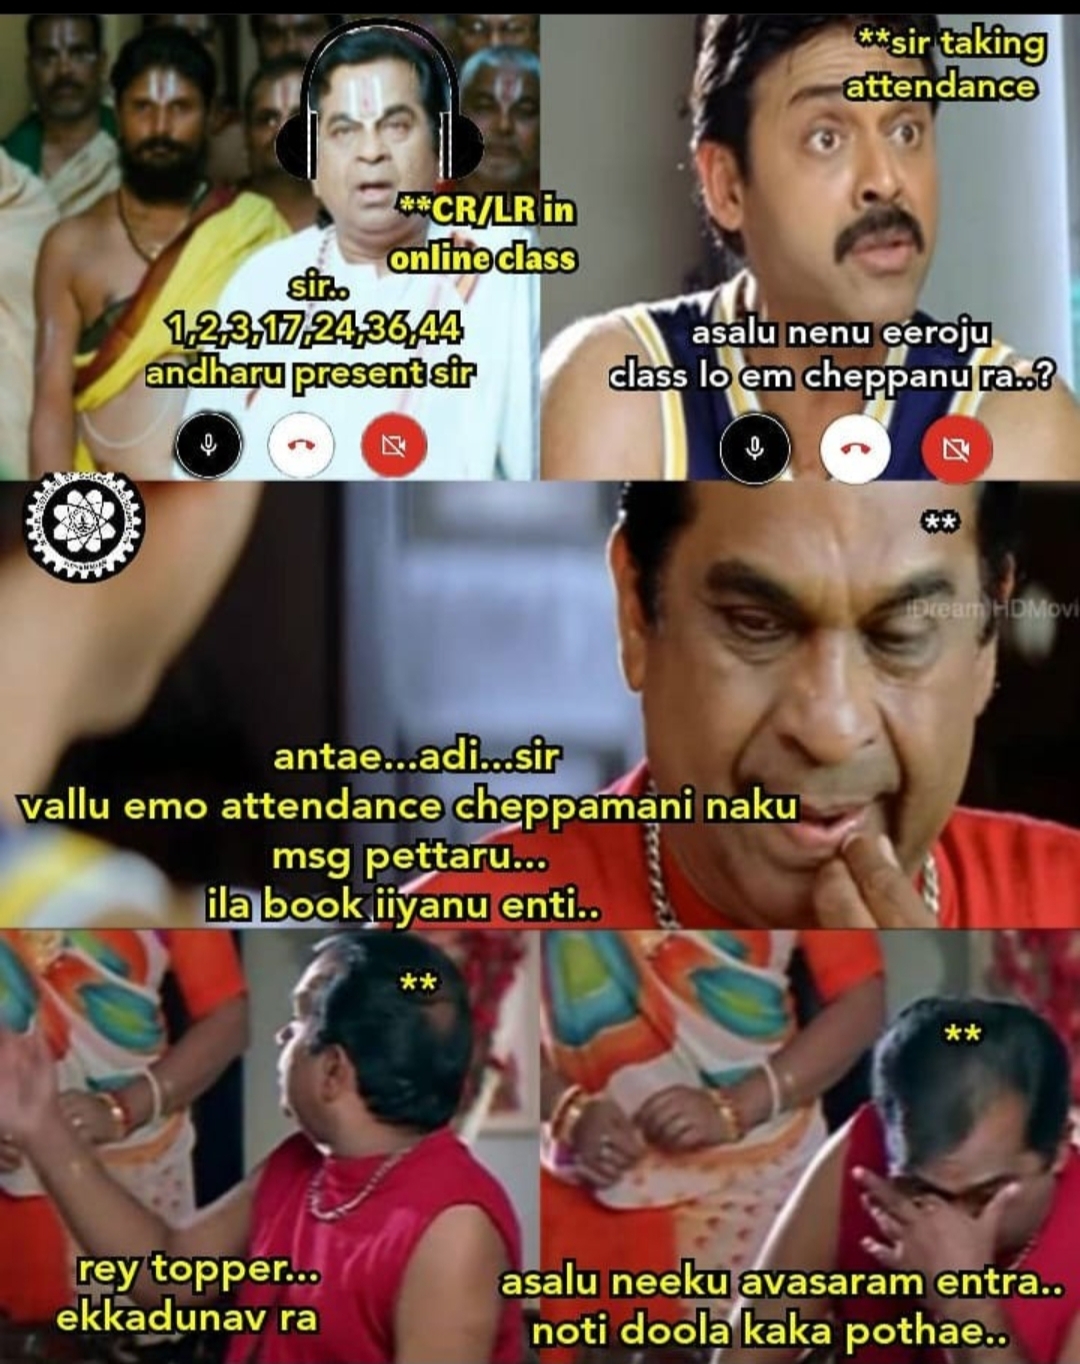 **sir taking
attendance
**CR/LR in
online class
sir..
1,2,3,17,24,36,44
andharu present sir
asalu nenu eeroju
class lo em cheppanu ra..?
**
iDream HDMovi
antae...adi...sir
vallu emo attendance cheppamani naku
msg pettaru...
ila book iiyanu enti..
**
**
rey topper...
ekkadunav ra
asalu neeku avasaram entra..
noti doola kaka pothae..